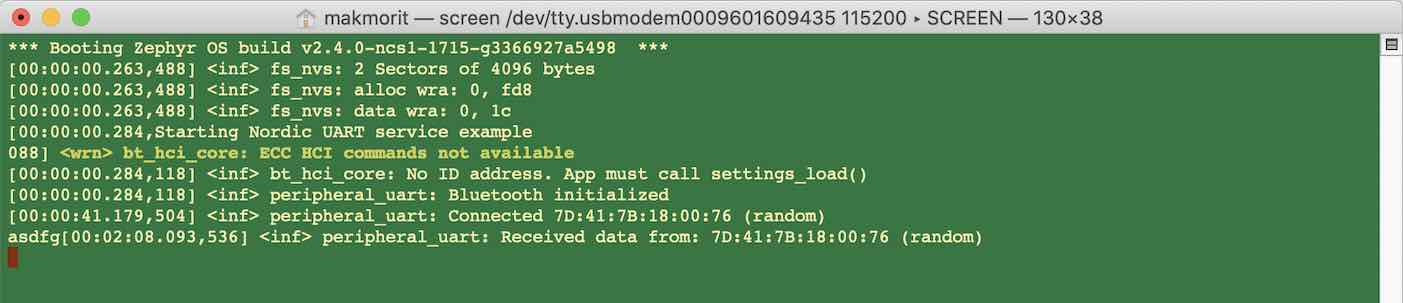 makmorit — screen /dev/tty.usbmodem0009601609435 115200 ▸ SCREEN — 130×38
*** Booting Zephyr OS build v2.4.0-ncs1-1715-g3366927a5498  ***
[00:00:00.263,488] <inf> fs_nvs: 2 Sectors of 4096 bytes
[00:00:00.263,488] <inf> fs_nvs: alloc wra: 0, fd8
[00:00:00.263,488] <inf> fs_nvs: data wra: 0, 1c
[00:00:00.284,Starting Nordic UART service example
088] <wrn> bt_hci_core: ECC HCI commands not available
[00:00:00.284,118] <inf> bt_hci_core: No ID address. App must call settings_load()
[00:00:00.284,118] <inf> peripheral_uart: Bluetooth initialized
[00:00:41.179,504] <inf> peripheral_uart: Connected 7D:41:7B:18:00:76 (random)
asdfg[00:02:08.093,536] <inf> peripheral_uart: Received data from: 7D:41:7B:18:00:76 (random)